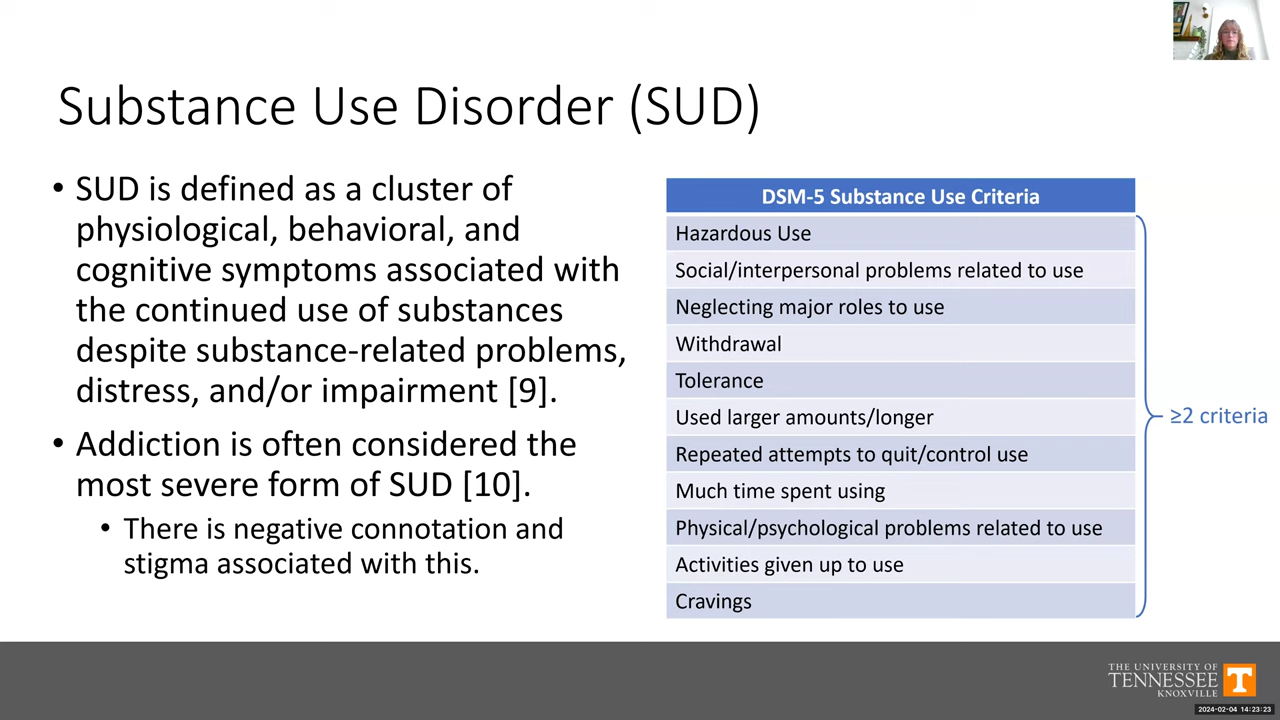 Substance Use Disorder (SUD)
• SUD is defined as a cluster of
physiological, behavioral, and
cognitive symptoms associated with
the continued use of substances
despite substance-related problems,
distress, and/or impairment [9].
• Addiction is often considered the
most severe form of SUD [10].
• There is negative connotation and
stigma associated with this.
DSM-5 Substance Use Criteria
Hazardous Use
Social/interpersonal problems related to use
Neglecting major roles to use
Withdrawal
Tolerance
Used larger amounts/longer
Repeated attempts to quit/control use
Much time spent using
Physical/psychological problems related to use
Activities given up to use
Cravings
≥2 criteria
THE UNIVERSITY OF
TENNESSEE
KNOXVILLE
T
2024-02-04 14:23:23